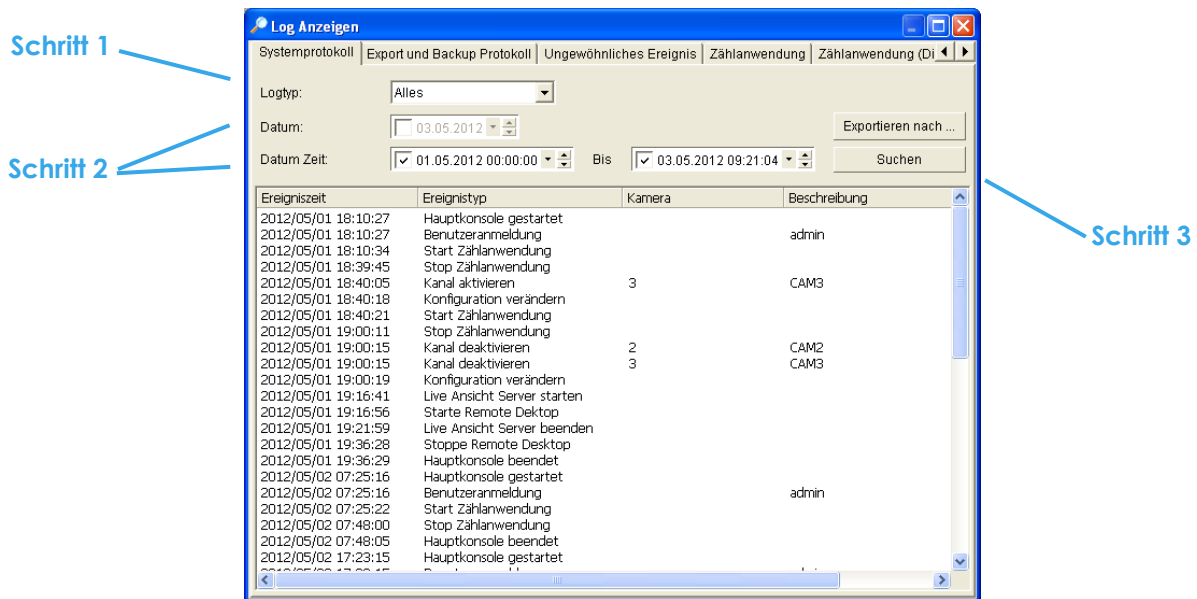 Log Anzeigen
Schritt 1
Systemprotokoll Export und Backup Protokoll Ungewöhnliches Ereignis Zählanwendung Zählanwendung (Di
Logtyp: Alles
Datum: 03.05.2012 Exportieren nach ...
Schritt 2
Datum Zeit: 01.05.2012 00:00:00 Bis 03.05.2012 09:21:04 Suchen
Schritt 3
Ereigniszeit Ereignistyp Kamera Beschreibung
2012/05/01 18:10:27 Hauptkonsole gestartet
2012/05/01 18:10:27 Benutzeranmeldung admin
2012/05/01 18:10:34 Start Zählanwendung
2012/05/01 18:39:45 Stop Zählanwendung
2012/05/01 18:40:05 Kanal aktivieren 3 CAM3
2012/05/01 18:40:18 Konfiguration verändern
2012/05/01 18:40:21 Start Zählanwendung
2012/05/01 19:00:11 Stop Zählanwendung
2012/05/01 19:00:15 Kanal deaktivieren 2 CAM2
2012/05/01 19:00:15 Kanal deaktivieren 3 CAM3
2012/05/01 19:00:19 Konfiguration verändern
2012/05/01 19:16:41 Live Ansicht Server starten
2012/05/01 19:16:56 Starte Remote Dektop
2012/05/01 19:21:59 Live Ansicht Server beenden
2012/05/01 19:36:28 Stoppe Remote Desktop
2012/05/01 19:36:29 Hauptkonsole beendet
2012/05/02 07:25:16 Hauptkonsole gestartet
2012/05/02 07:25:16 Benutzeranmeldung admin
2012/05/02 07:25:22 Start Zählanwendung
2012/05/02 07:48:00 Stop Zählanwendung
2012/05/02 07:48:05 Hauptkonsole beendet
2012/05/02 17:23:15 Hauptkonsole gestartet